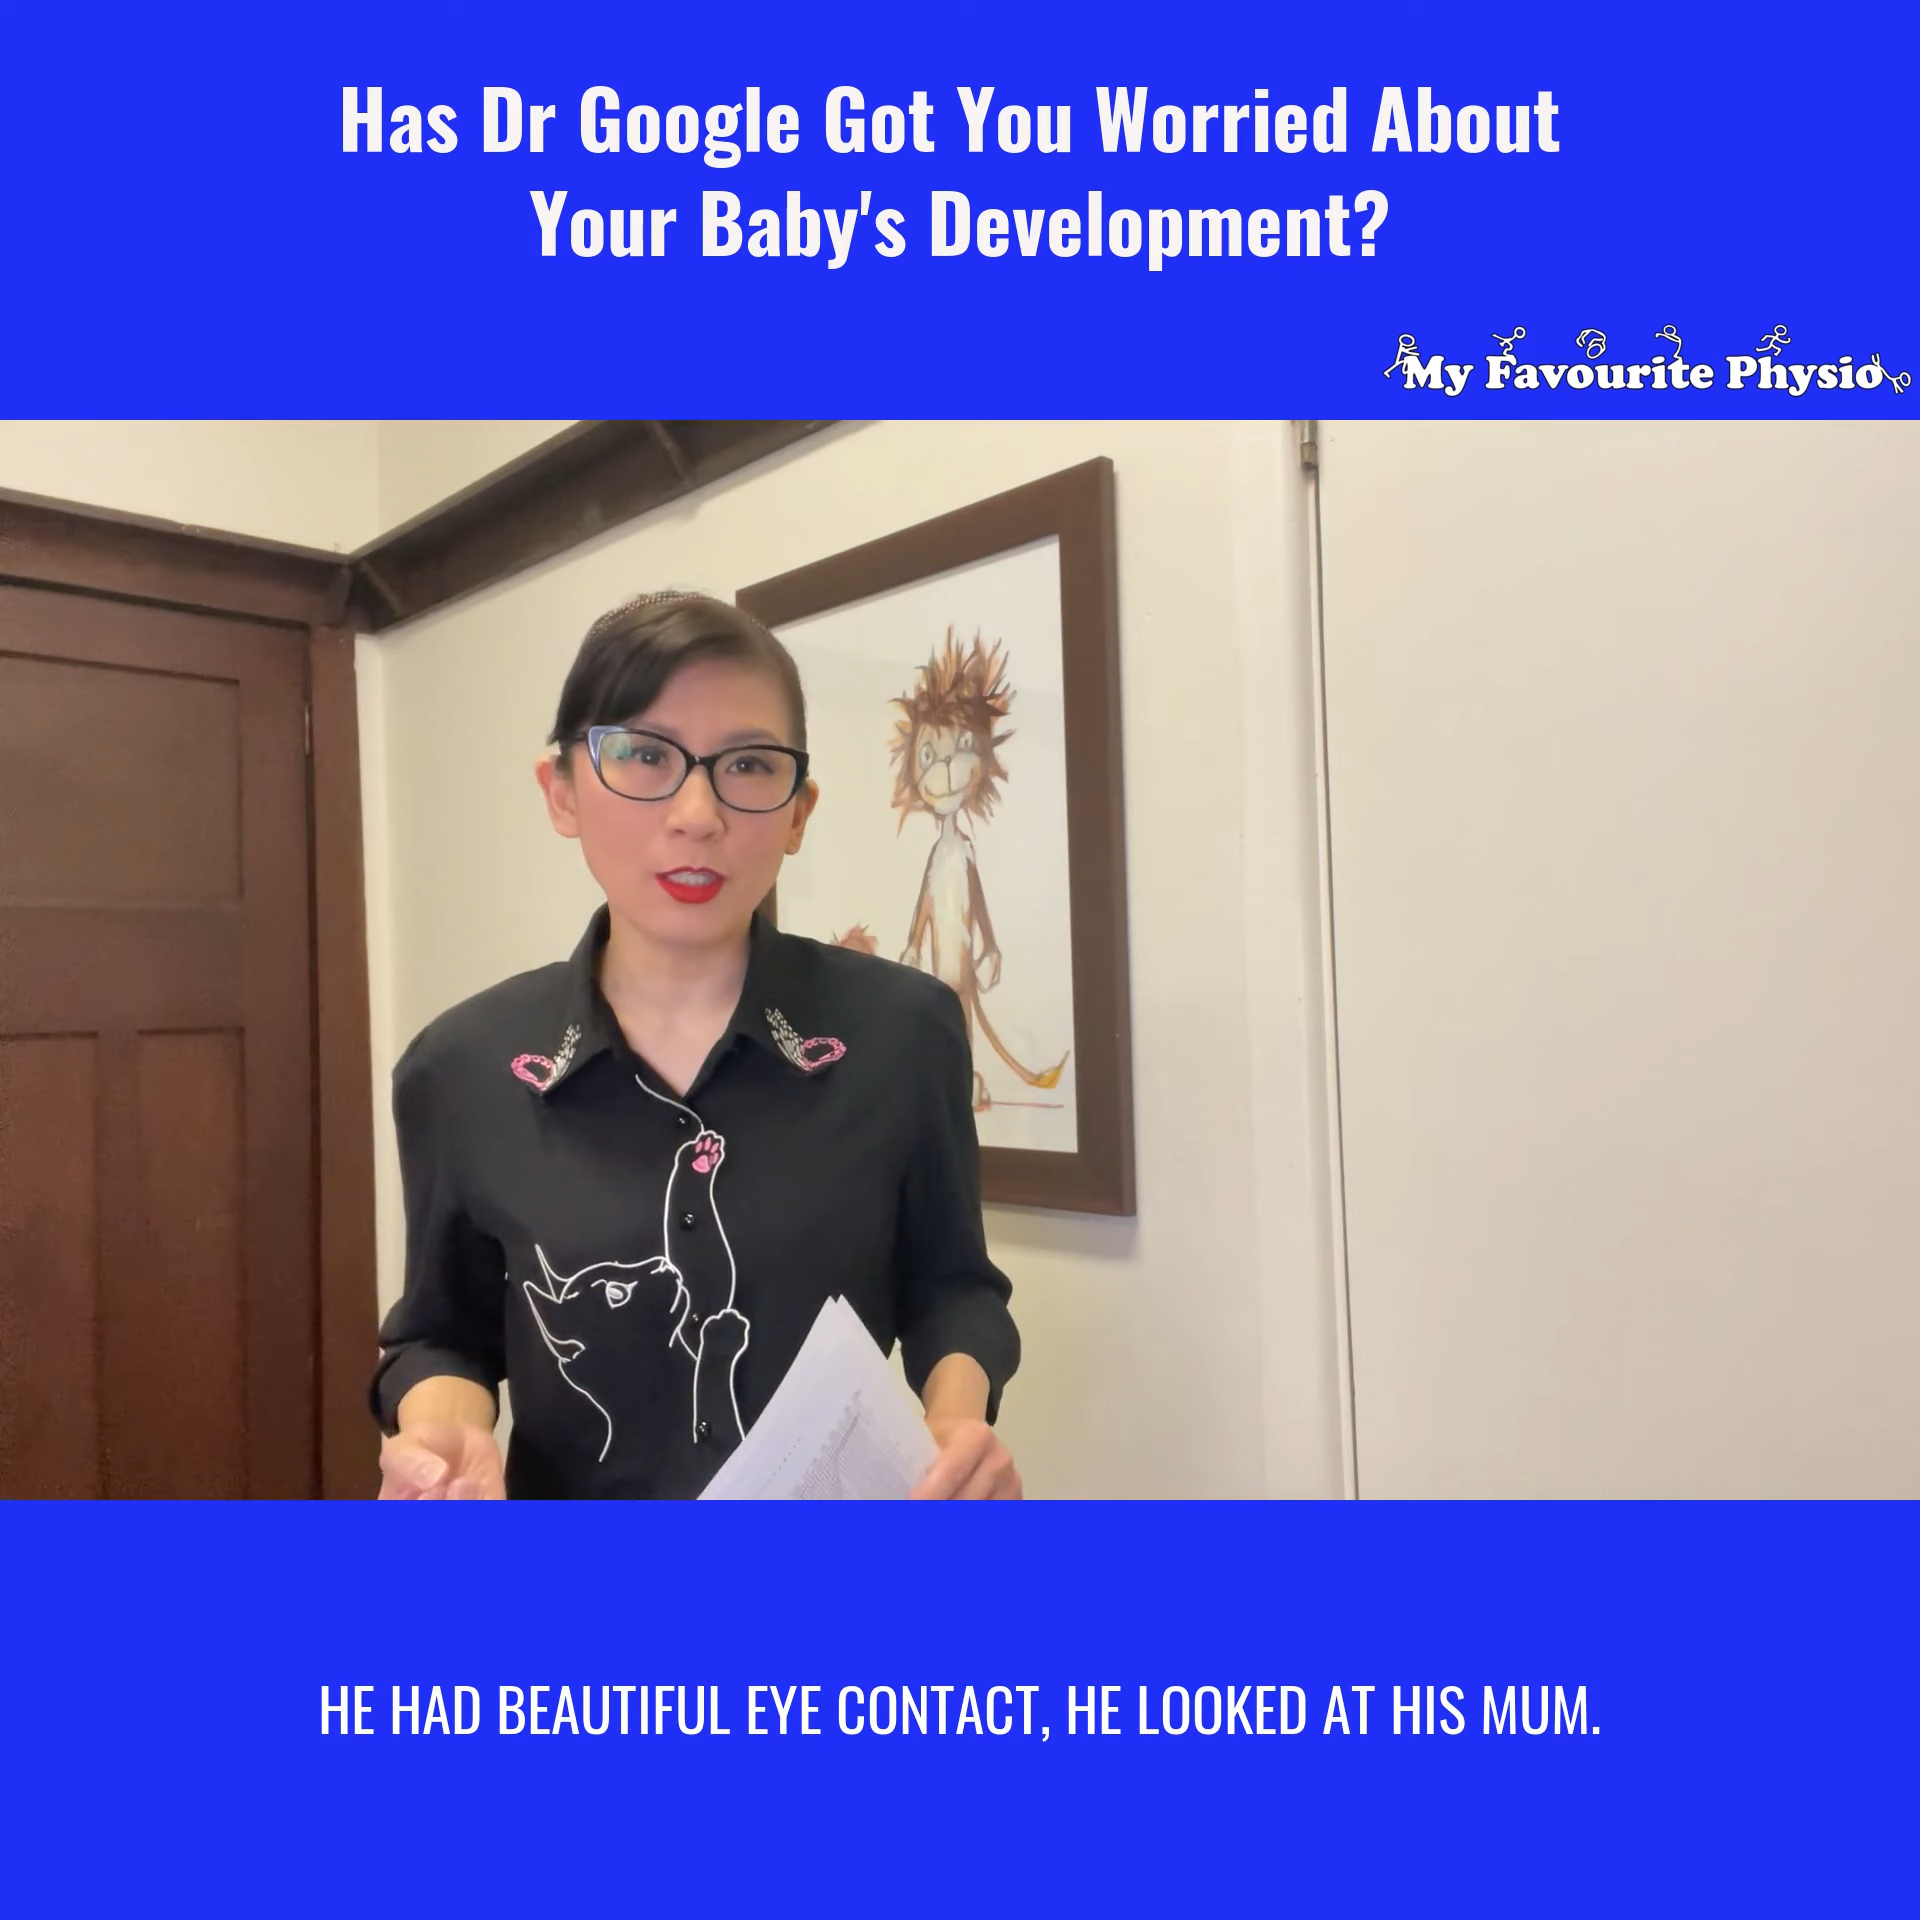 Has Dr Google Got You Worried About
Your Baby's Development?
My Favourite Physio
HE HAD BEAUTIFUL EYE CONTACT, HE LOOKED AT HIS MUM.